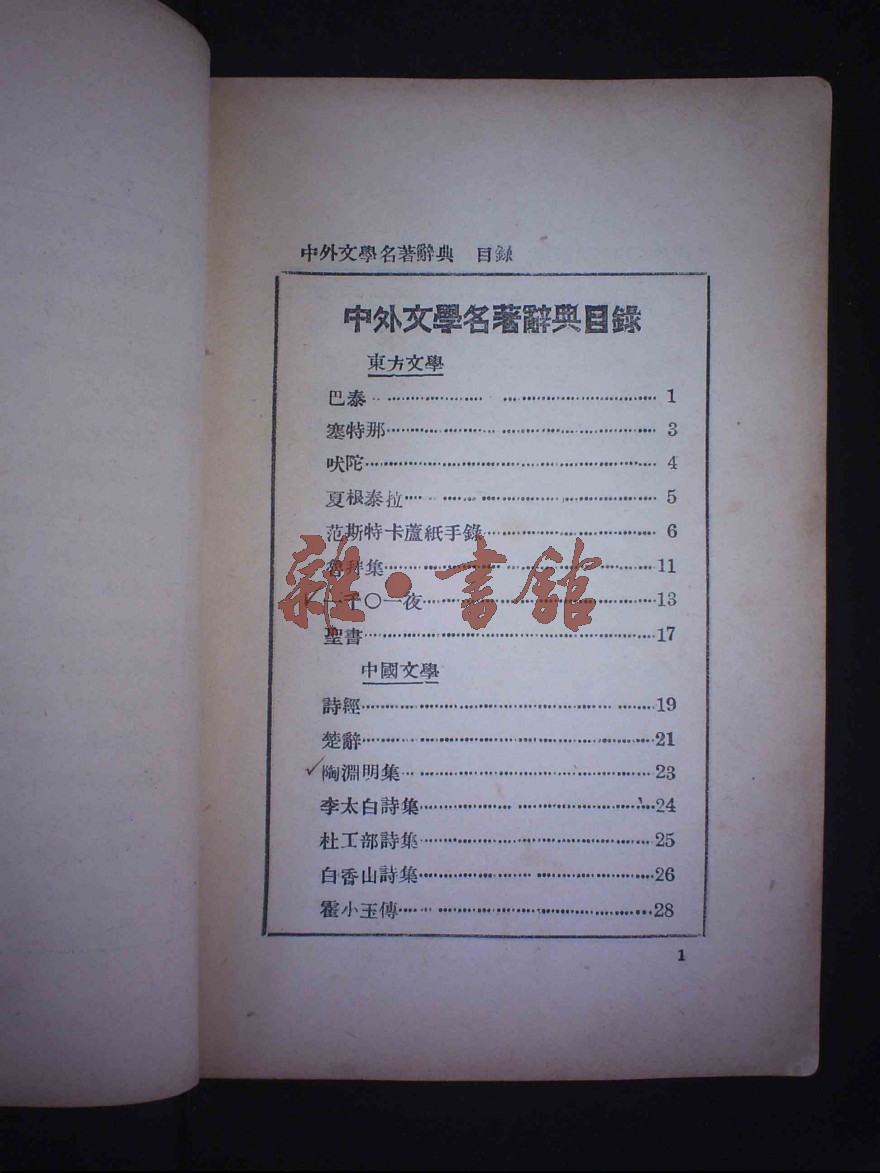 中外文學名著辭典 目錄
中外文學名著辭典目錄
東方文學
巴泰 1
塞特那 3
吠陀 4
夏根泰拉 5
范斯特卡蘆紙手錄 6
魯拜集 11
一千〇一夜 13
聖書 17
雜·書館
中國文學
詩經 19
楚辭 21
✓陶淵明集 23
李太白詩集 24
杜工部詩集 25
白香山詩集 26
霍小玉傳 28
1